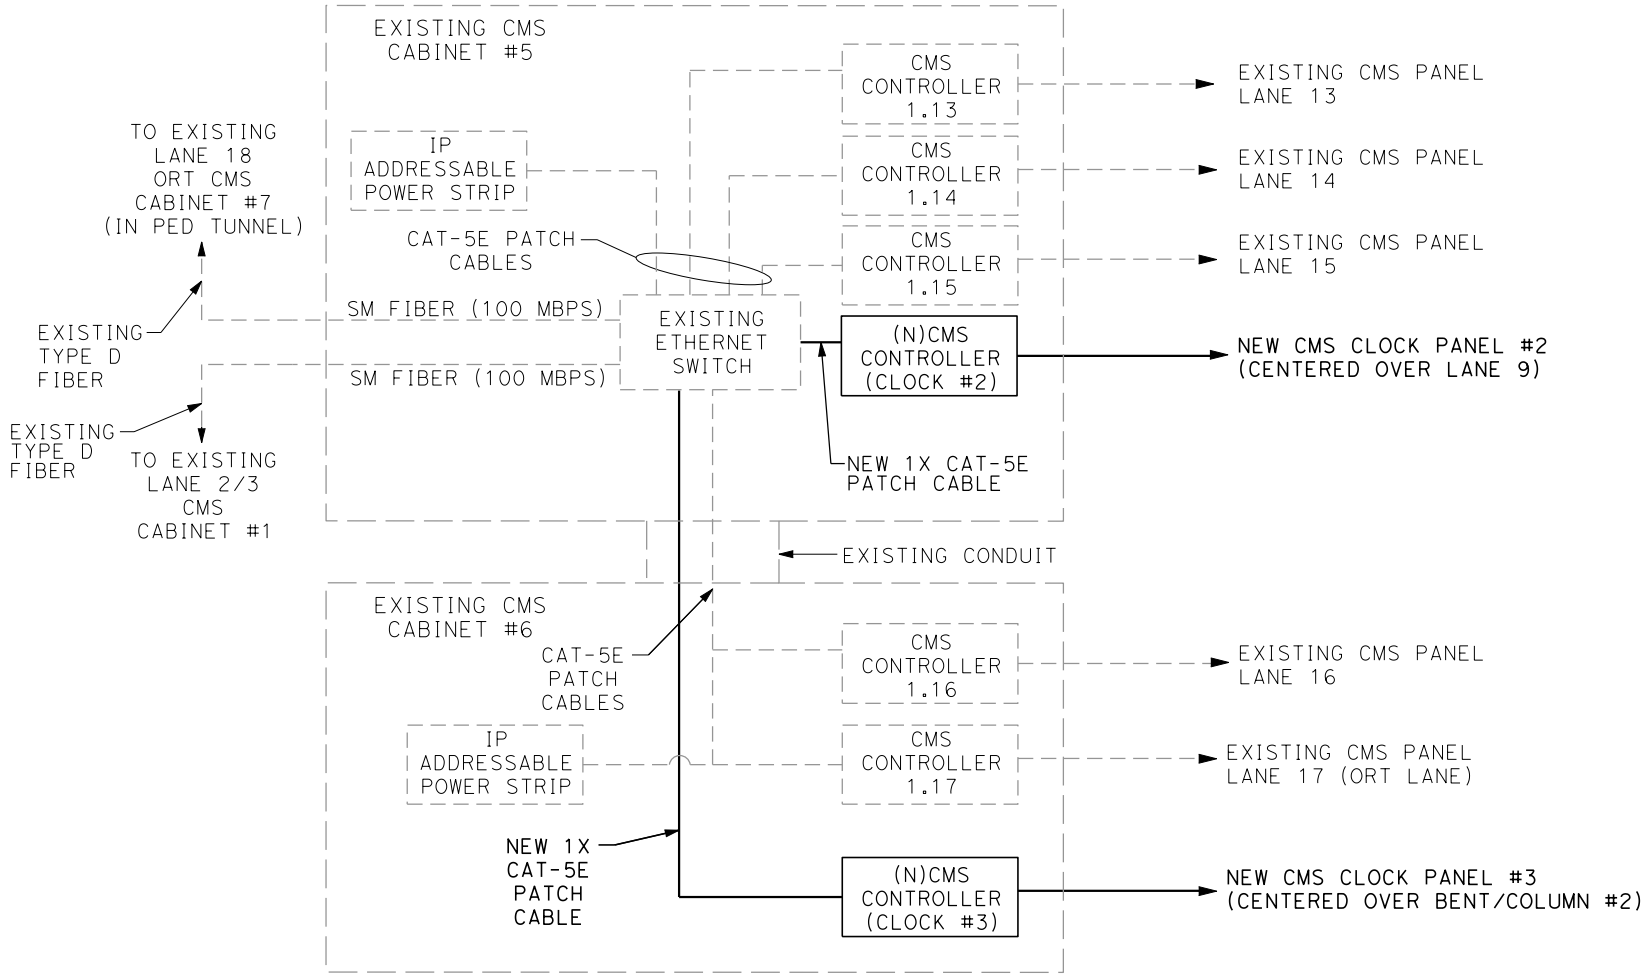 EXISTING CMS
CABINET #5
CMS
CONTROLLER
1.13
EXISTING CMS PANEL
LANE 13
TO EXISTING
LANE 18
ORT CMS
CABINET #7
(IN PED TUNNEL)
IP
ADDRESSABLE
POWER STRIP
CMS
CONTROLLER
1.14
EXISTING CMS PANEL
LANE 14
CAT-5E PATCH
CABLES
CMS
CONTROLLER
1.15
EXISTING CMS PANEL
LANE 15
SM FIBER (100 MBPS)
EXISTING
TYPE D
FIBER
EXISTING
ETHERNET
SWITCH
(N)CMS
CONTROLLER
(CLOCK #2)
NEW CMS CLOCK PANEL #2
(CENTERED OVER LANE 9)
SM FIBER (100 MBPS)
EXISTING
TYPE D
FIBER
TO EXISTING
LANE 2/3
CMS
CABINET #1
NEW 1X CAT-5E
PATCH CABLE
EXISTING CONDUIT
EXISTING CMS
CABINET #6
CAT-5E
PATCH
CABLES
CMS
CONTROLLER
1.16
EXISTING CMS PANEL
LANE 16
IP
ADDRESSABLE
POWER STRIP
CMS
CONTROLLER
1.17
EXISTING CMS PANEL
LANE 17 (ORT LANE)
NEW 1X
CAT-5E
PATCH
CABLE
(N)CMS
CONTROLLER
(CLOCK #3)
NEW CMS CLOCK PANEL #3
(CENTERED OVER BENT/COLUMN #2)